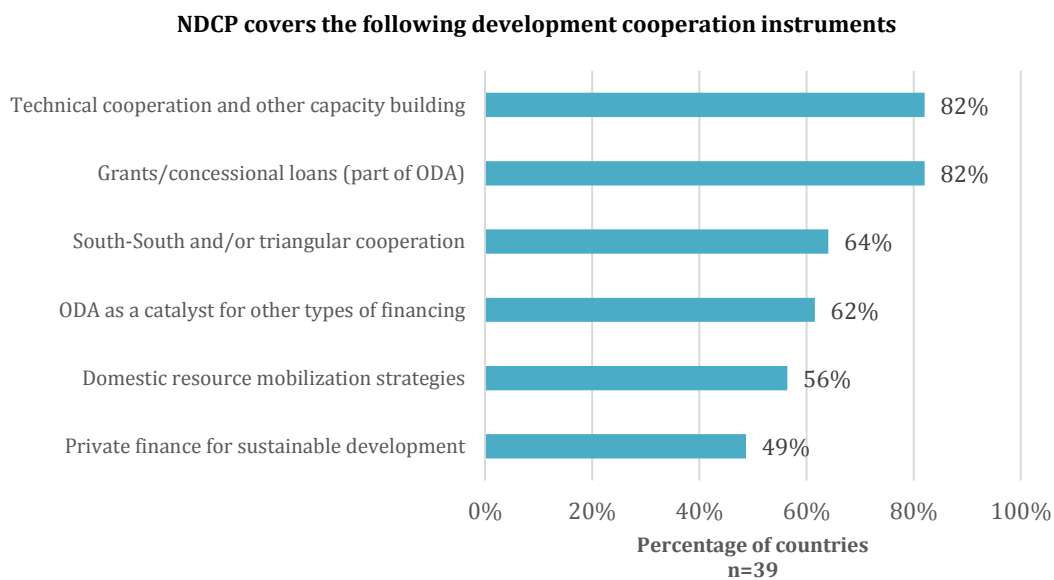 NDCP covers the following development cooperation instruments
Technical cooperation and other capacity building
82%
Grants/concessional loans (part of ODA)
82%
South-South and/or triangular cooperation
64%
ODA as a catalyst for other types of financing
62%
Domestic resource mobilization strategies
56%
Private finance for sustainable development
49%
0%
20%
40%
60%
80%
100%
Percentage of countries
n=39